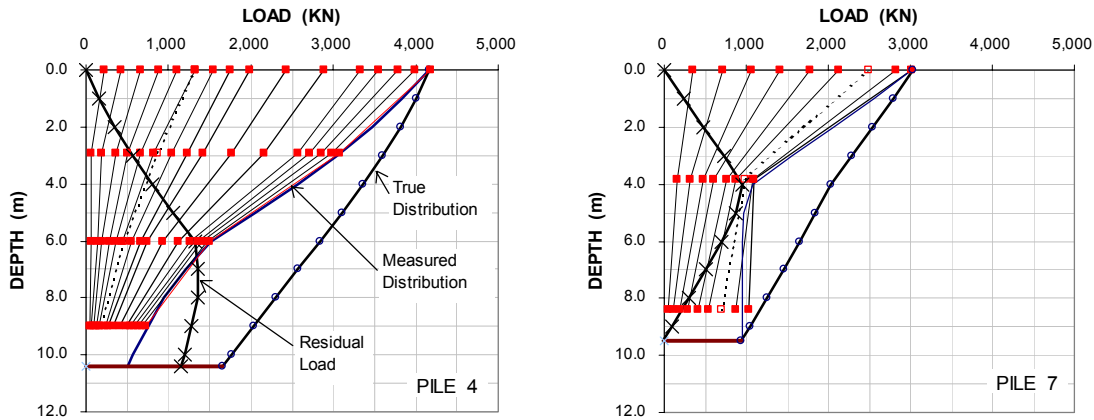 LOAD (KN)
0 1,000 2,000 3,000 4,000 5,000
0.0
2.0
4.0
6.0
8.0
10.0
12.0
DEPTH (m)
True
Distribution
Measured
Distribution
Residual
Load
PILE 4
LOAD (KN)
0 1,000 2,000 3,000 4,000 5,000
0.0
2.0
4.0
6.0
8.0
10.0
12.0
DEPTH (m)
PILE 7